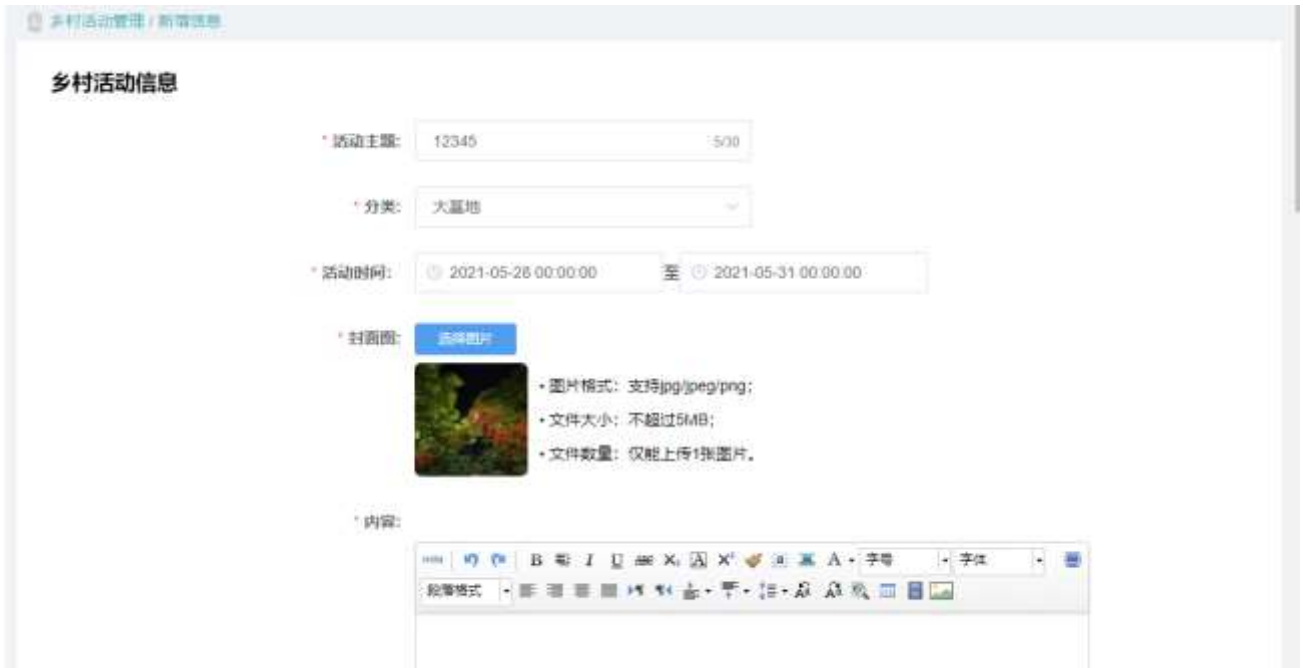 乡村活动管理 / 新增信息
乡村活动信息
* 活动主题: 12345 5/30
* 分类: 大墓地
* 活动时间: 2021-05-28 00:00:00 至 2021-05-31 00:00:00
* 封面图: 选择图片
• 图片格式：支持jpg/jpeg/png;
• 文件大小：不超过5MB;
• 文件数量：仅能上传1张图片。
* 内容:
HTML B I U ABC X, A X² A 字号 字体
段落格式